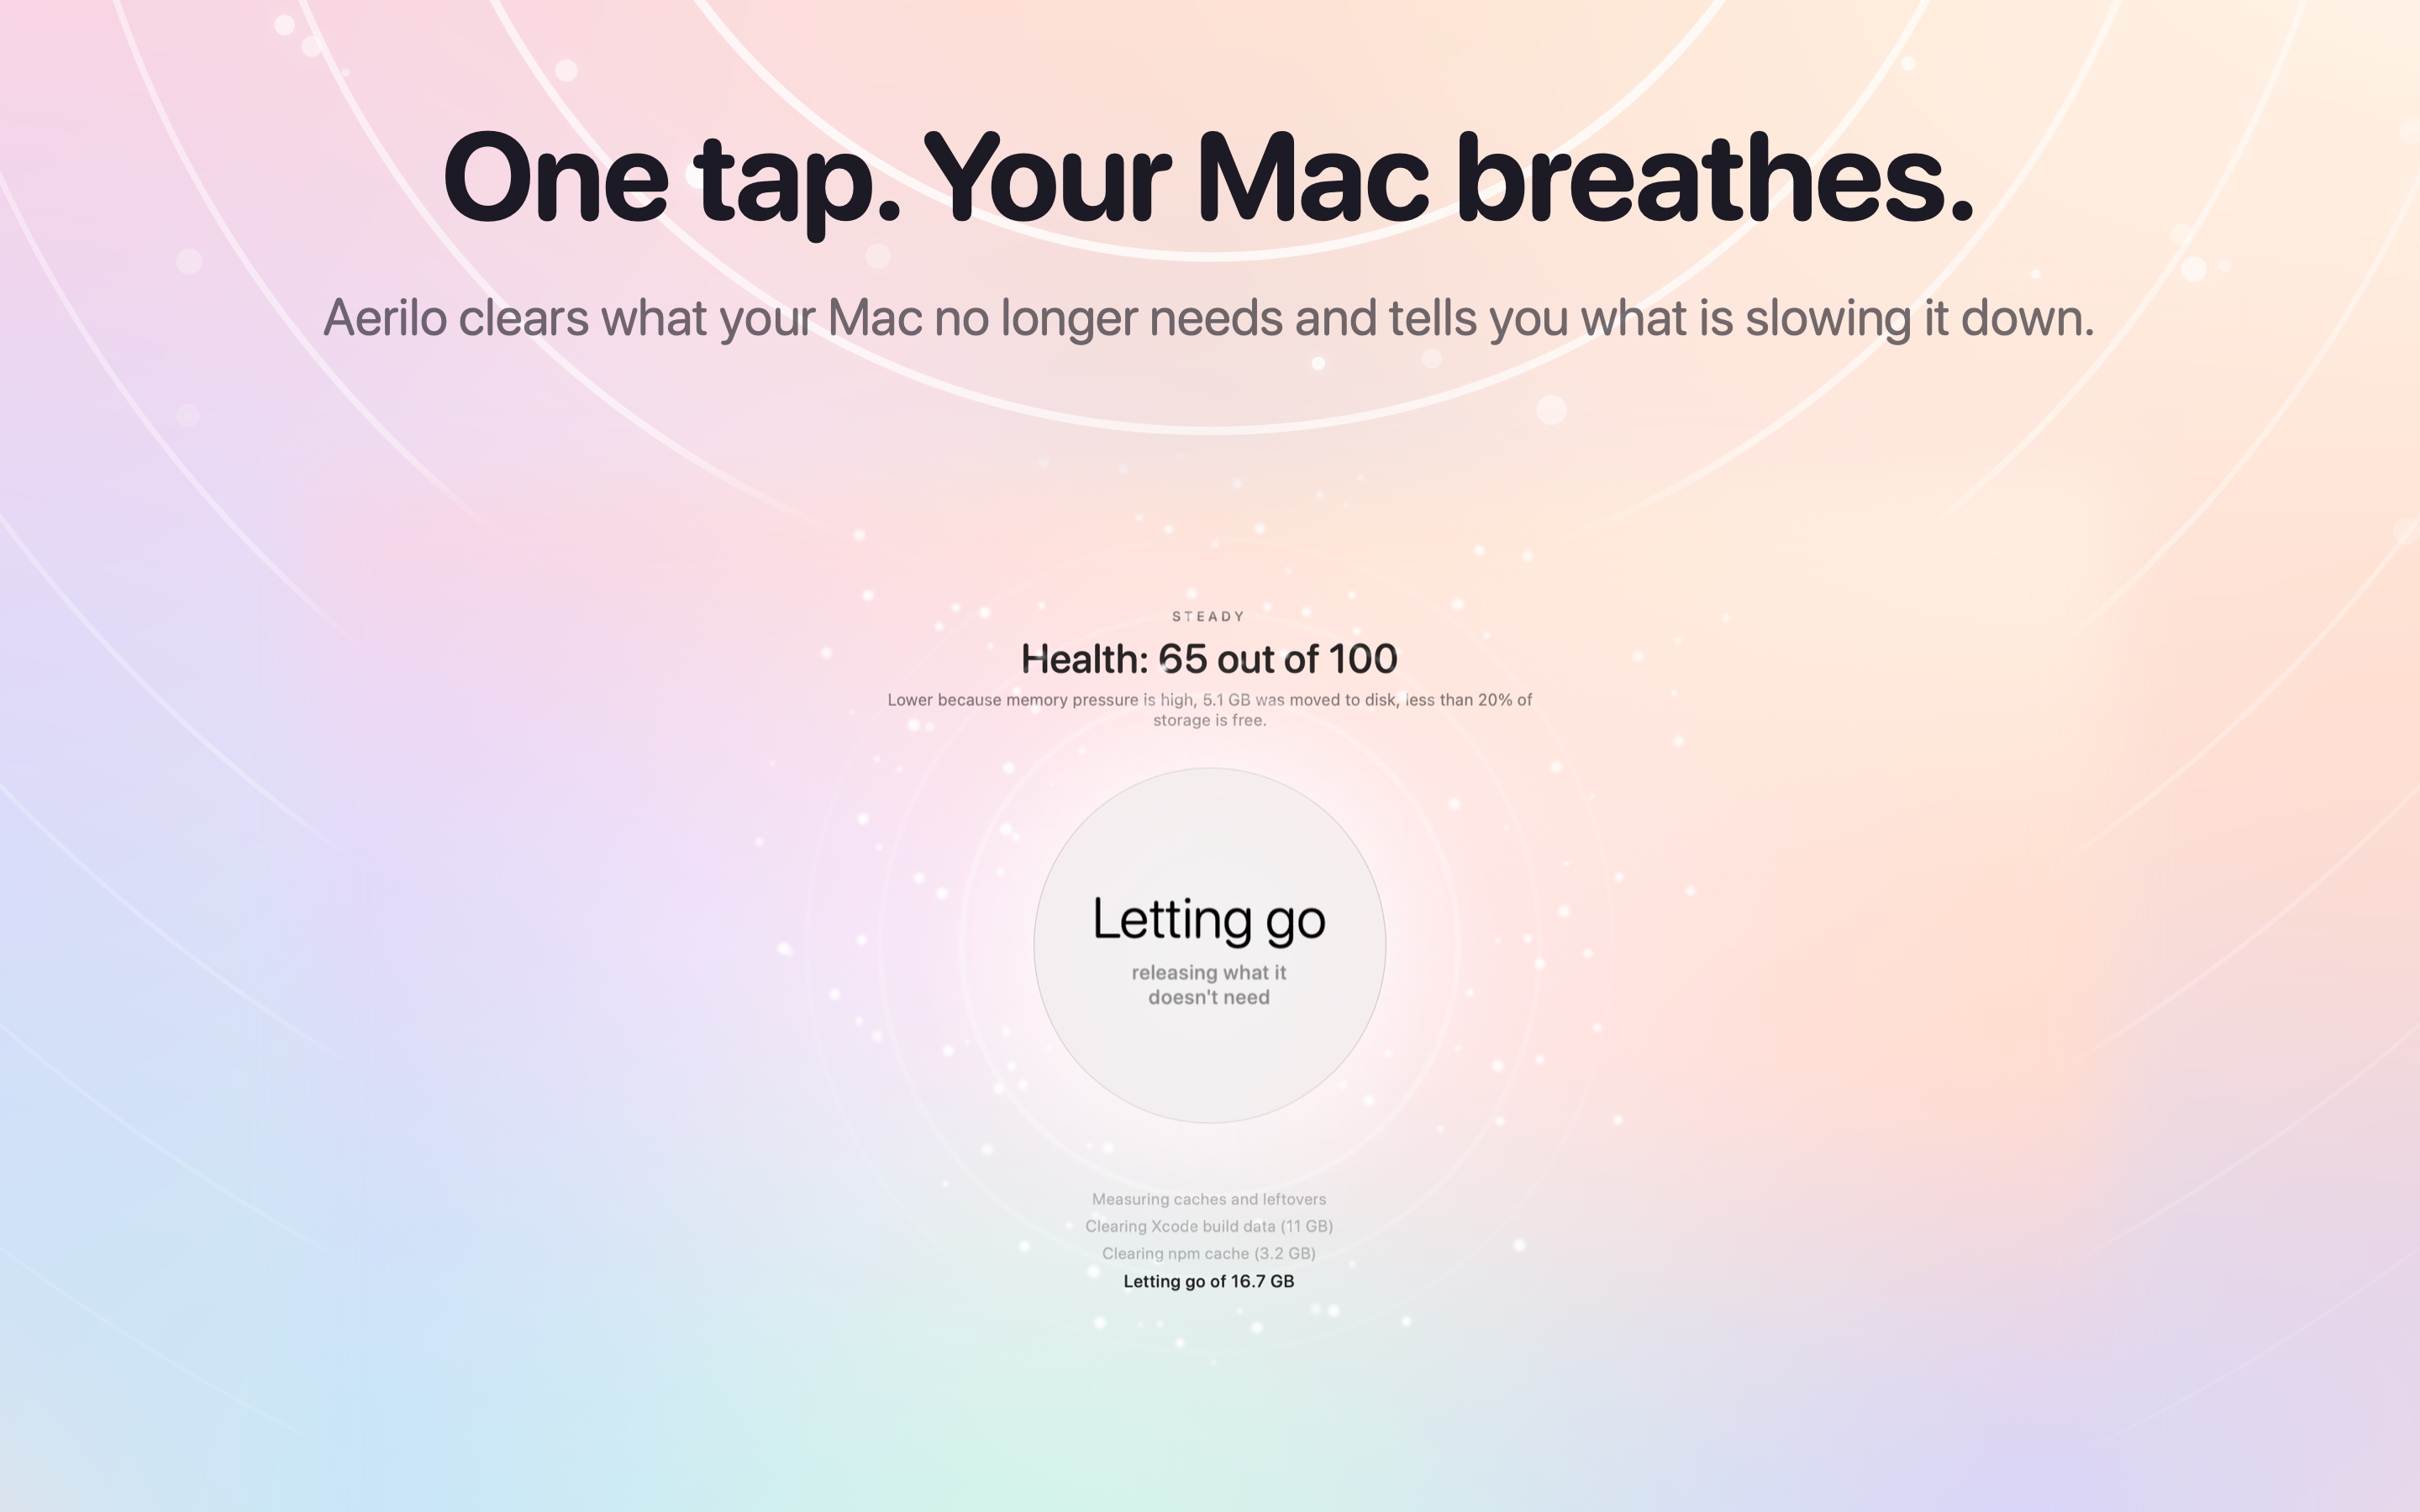 One tap. Your Mac breathes.
Aerilo clears what your Mac no longer needs and tells you what is slowing it down.
STEADY
Health: 65 out of 100
Lower because memory pressure is high, 5.1 GB was moved to disk, less than 20% of
storage is free.
Letting go
releasing what it
doesn't need
Measuring caches and leftovers
Clearing Xcode build data (11 GB)
Clearing npm cache (3.2 GB)
Letting go of 16.7 GB